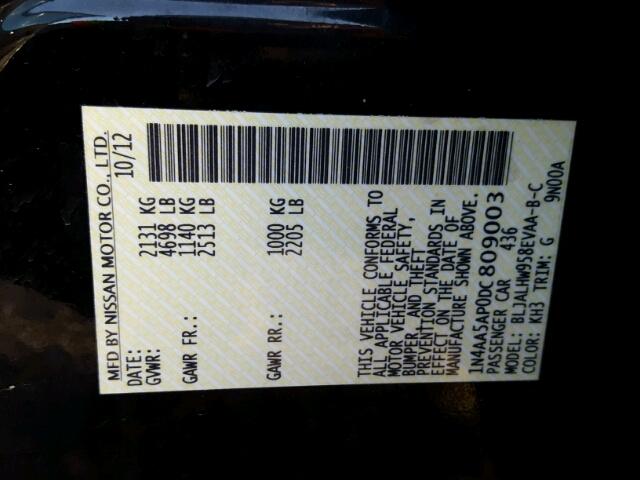 MFD BY NISSAN MOTOR CO., LTD.
DATE: 10/12
GVWR: 2131 KG
4698 LB
GAWR FR.: 1140 KG
2513 LB
GAWR RR.: 1000 KG
2205 LB
THIS VEHICLE CONFORMS TO
ALL APPLICABLE FEDERAL
MOTOR VEHICLE SAFETY,
BUMPER, AND THEFT
PREVENTION STANDARDS IN
EFFECT ON THE DATE OF
MANUFACTURE SHOWN ABOVE.
1N4AA5AP0DC809003
PASSENGER CAR 436
MODEL: BLJALHW958EVAA-B-C
COLOR: KH3 TRIM: G 9N00A